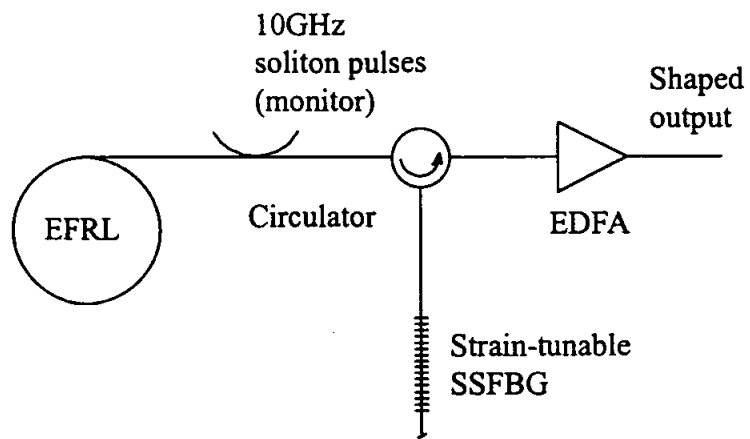 10GHz
soliton pulses
(monitor)
Shaped
output
EFRL
Circulator
EDFA
Strain-tunable
SSFBG